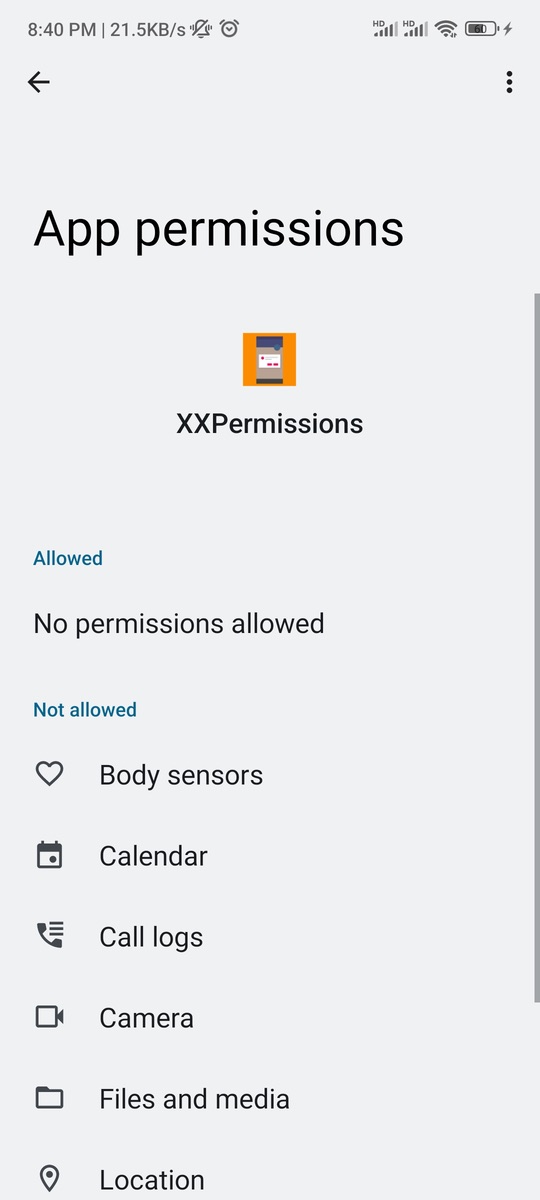 8:40 PM | 21.5KB/s HD HD 60
App permissions
XXPermissions
Allowed
No permissions allowed
Not allowed
Body sensors
Calendar
Call logs
Camera
Files and media
Location